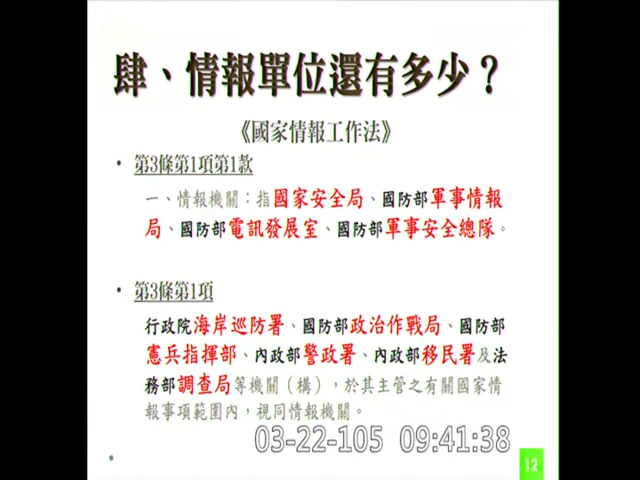 肆、情報單位還有多少？
《國家情報工作法》
• 第3條第1項第1款
一、情報機關：指國家安全局、國防部軍事情報
局、國防部電訊發展室、國防部軍事安全總隊。
• 第3條第1項
行政院海岸巡防署、國防部政治作戰局、國防部
憲兵指揮部、內政部警政署、內政部移民署及法
務部調查局等機關（構），於其主管之有關國家情
報事項範圍內，視同情報機關。
03-22-105 09:41:38
12